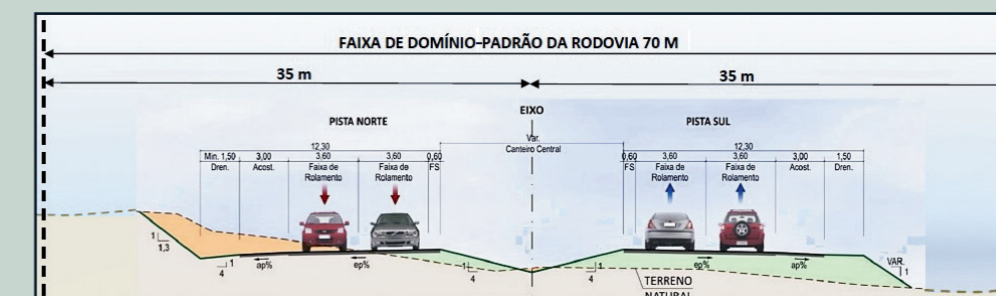 FAIXA DE DOMÍNIO-PADRÃO DA RODOVIA 70 M
35 m 35 m
EIXO
PISTA NORTE PISTA SUL
Var.
Canteiro Central
12,30 12,30
Min. 1,50 3,00 3,60 3,60 0,60 0,60 3,60 3,60 3,00 1,50
Dren. Acost. Faixa de Faixa de FS FS Faixa de Faixa de Acost. Dren.
Rolamento Rolamento Rolamento Rolamento
1
1,3
1
4
ap% ep%
1
4
1
4
ep% ap%
VAR.
1
TERRENO
NATURAL